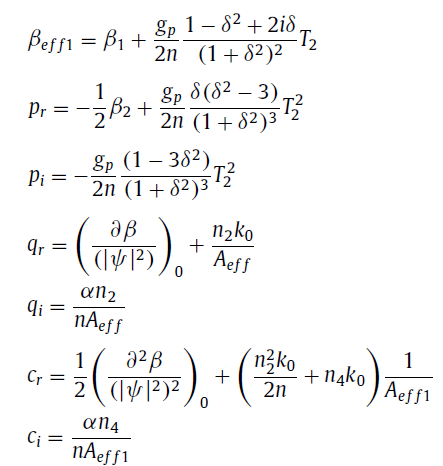 β_{eff1} = β_1 + \frac{g_p}{2n} \frac{1 − δ^2 + 2iδ}{(1 + δ^2)^2} T_2
p_r = −\frac{1}{2} β_2 + \frac{g_p}{2n} \frac{δ(δ^2 − 3)}{(1 + δ^2)^3} T_2^2
p_i = −\frac{g_p}{2n} \frac{(1 − 3δ^2)}{(1 + δ^2)^3} T_2^2
q_r = \left( \frac{∂β}{(|ψ|^2)} \right)_0 + \frac{n_2 k_0}{A_{eff}}
q_i = \frac{αn_2}{nA_{eff}}
c_r = \frac{1}{2} \left( \frac{∂^2 β}{(|ψ|^2)^2} \right)_0 + \left( \frac{n_2^2 k_0}{2n} + n_4 k_0 \right) \frac{1}{A_{eff1}}
c_i = \frac{αn_4}{nA_{eff1}}